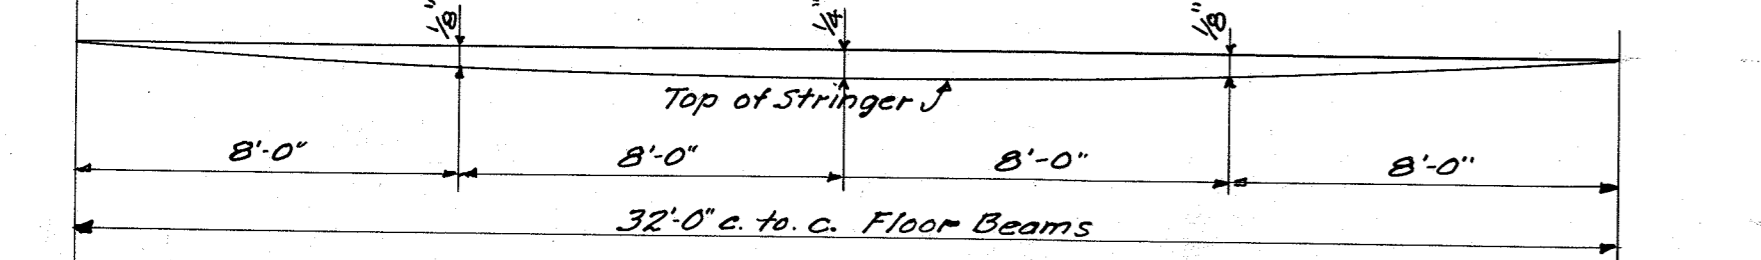 1/8" 1/4" 1/8"
Top of Stringer
8'-0" 8'-0" 8'-0" 8'-0"
32'-0" c. to. c. Floor Beams